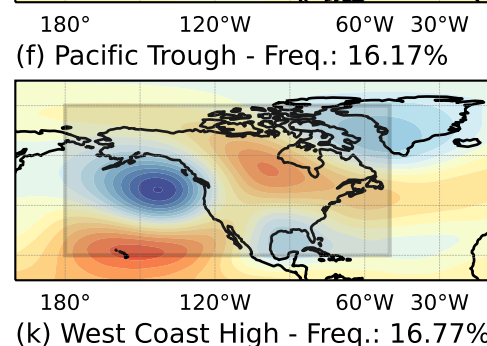 180° 120°W 60°W 30°W
(f) Pacific Trough - Freq.: 16.17%
180° 120°W 60°W 30°W
(k) West Coast High - Freq.: 16.77%